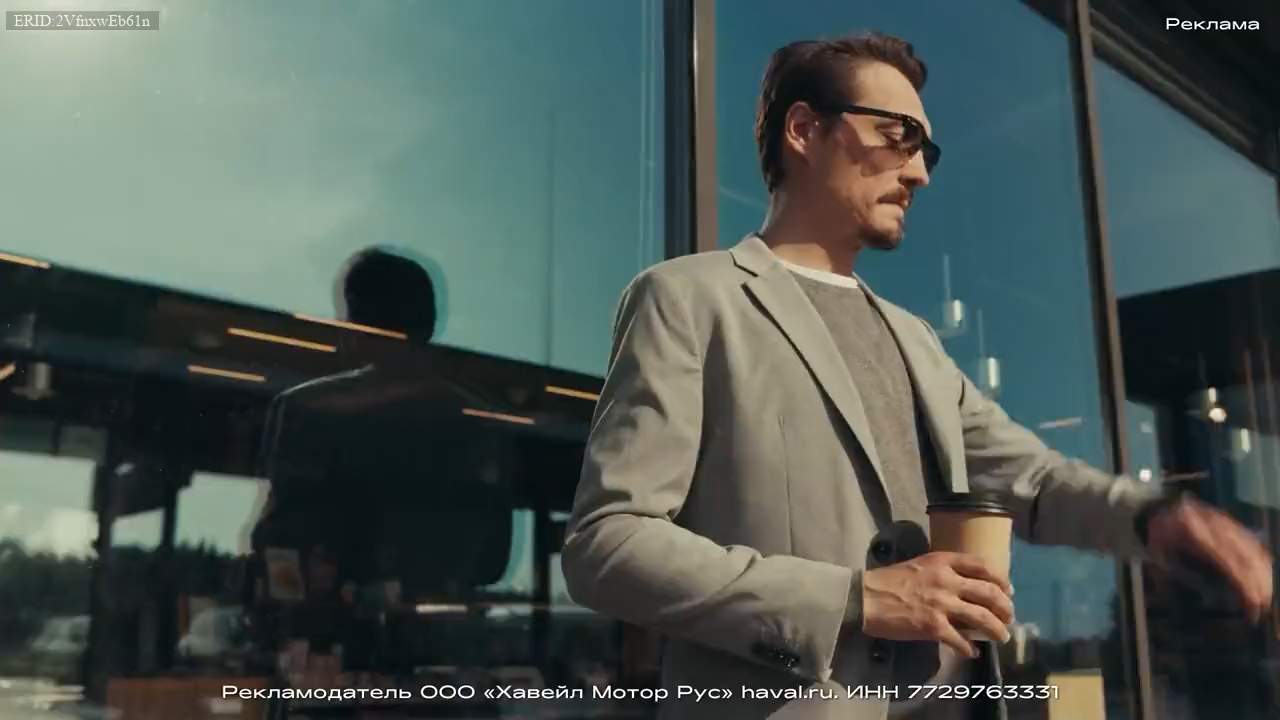 ERID:2VfnxwEb61n
Реклама
Рекламодатель ООО «Хавейл Мотор Рус» haval.ru. ИНН 7729763331